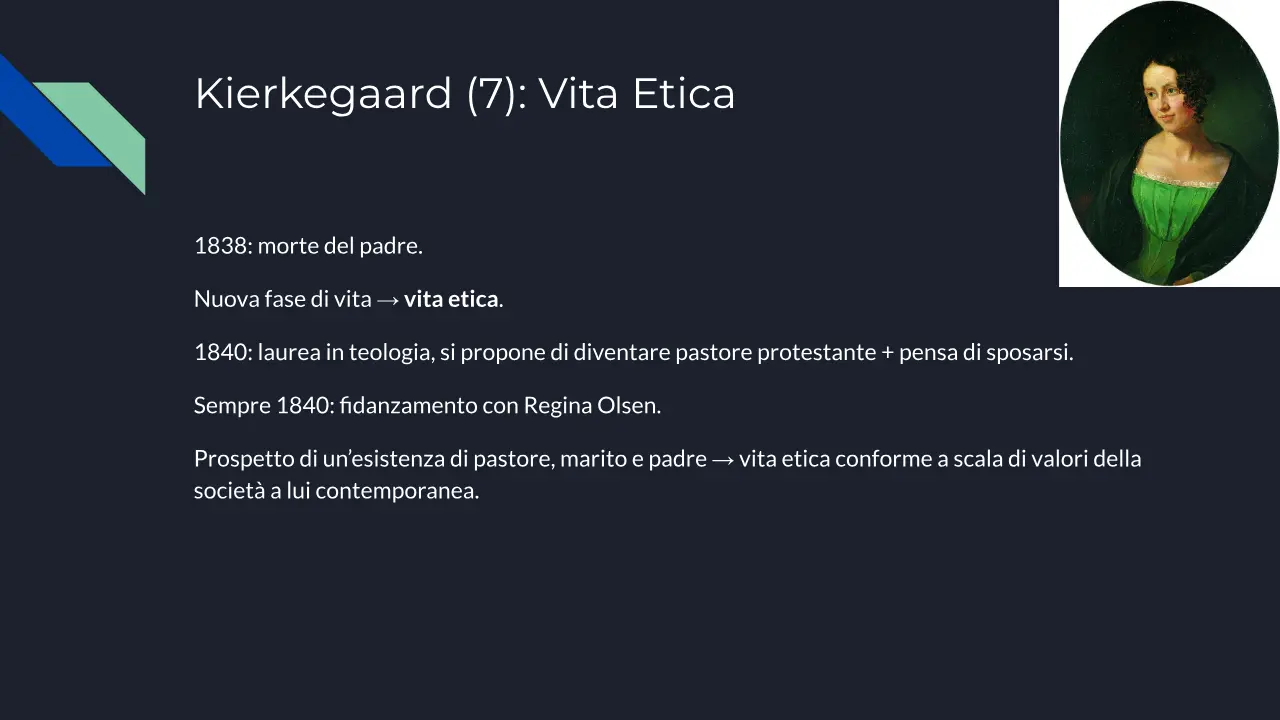 Kierkegaard (7): Vita Etica
1838: morte del padre.
Nuova fase di vita → vita etica.
1840: laurea in teologia, si propone di diventare pastore protestante + pensa di sposarsi.
Sempre 1840: fidanzamento con Regina Olsen.
Prospetto di un’esistenza di pastore, marito e padre → vita etica conforme a scala di valori della
società a lui contemporanea.